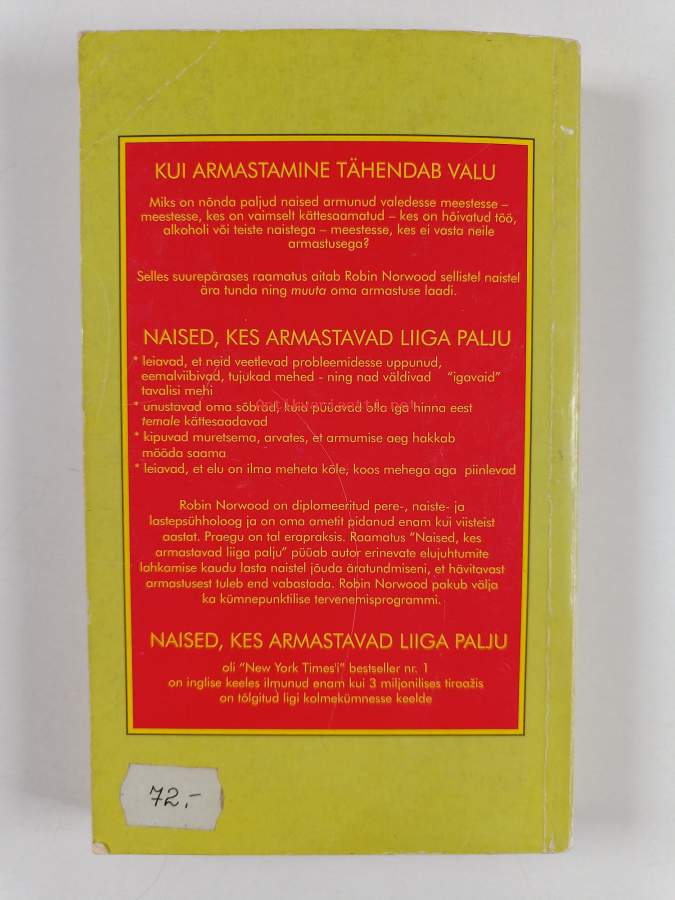 KUI ARMASTAMINE TÄHENDAB VALU
Miks on nõnda paljud naised armunud valedesse meestesse –
meestesse, kes on vaimselt kättesaamatud – kes on hõivatud töö,
alkoholi või teiste naistega – meestesse, kes ei vasta neile
armastusega?
Selles suurepärases raamatus aitab Robin Norwood sellistel naistel
ära tunda ning muuta oma armastuse laadi.
NAISED, KES ARMASTAVAD LIIGA PALJU
* leiavad, et neid veetlevad probleemidesse uppunud,
eemalviibivad, tujukad mehed - ning nad väldivad "igavaid"
tavalisi mehi
* unustavad oma sõbrad, kuid püüavad olla iga hinna eest
temale kättesaadavad
* kipuvad muretsema, arvates, et armumise aeg hakkab
mööda saama
* leiavad, et elu on ilma meheta kõle, koos mehega aga piinlevad
Robin Norwood on diplomeeritud pere-, naiste- ja
lastepsühholoog ja on oma ametit pidanud enam kui viisteist
aastat. Praegu on tal erapraksis. Raamatus "Naised, kes
armastavad liiga palju" püüab autor erinevate elujuhtumite
lahkamise kaudu lasta naistel jõuda äratundmiseni, et hävitavast
armastusest tuleb end vabastada. Robin Norwood pakub välja
ka kümnepunktilise tervenemisprogrammi.
NAISED, KES ARMASTAVAD LIIGA PALJU
oli "New York Times'i" bestseller nr. 1
on inglise keeles ilmunud enam kui 3 miljonilises tiraažis
on tõlgitud ligi kolmekümnesse keelde
72.-